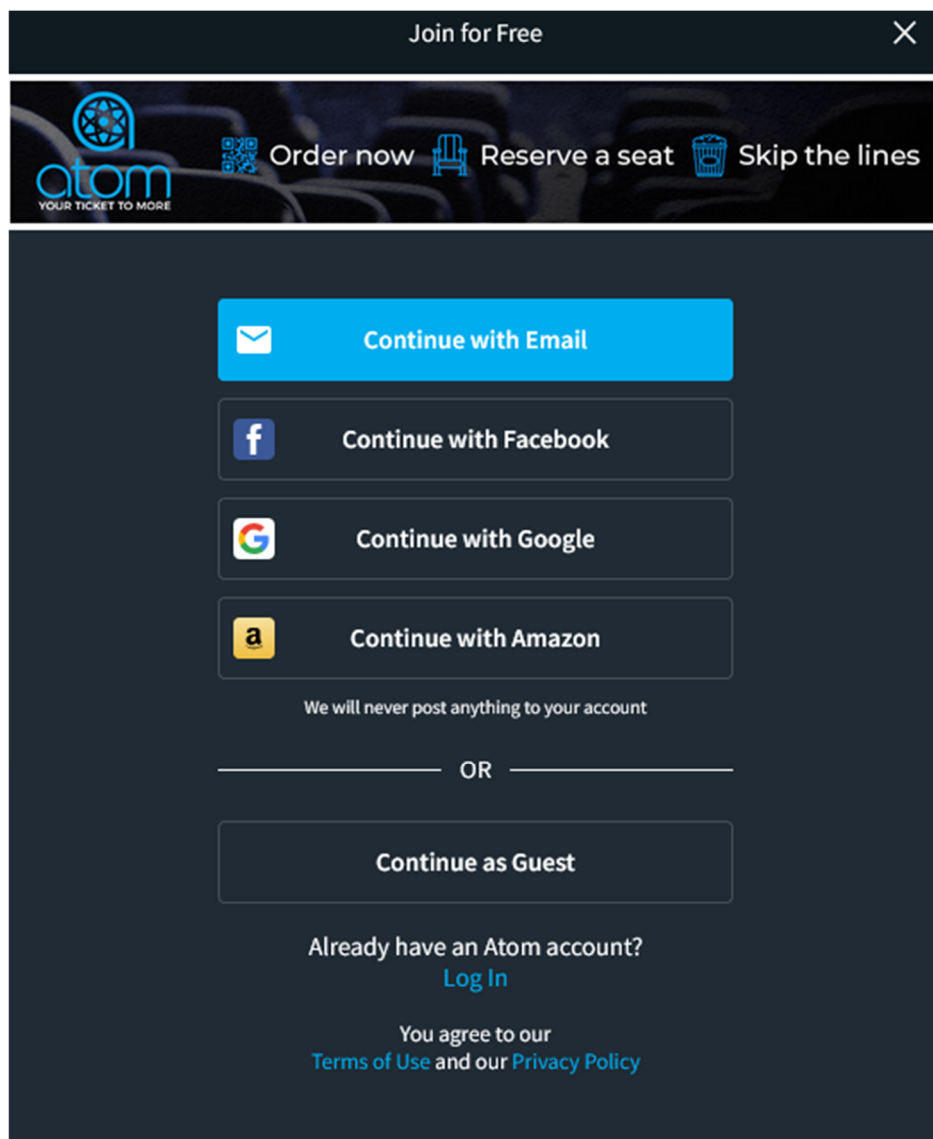 Join for Free
atom
YOUR TICKET TO MORE
Order now
Reserve a seat
Skip the lines
Continue with Email
f Continue with Facebook
G Continue with Google
a Continue with Amazon
We will never post anything to your account
OR
Continue as Guest
Already have an Atom account?
Log In
You agree to our
Terms of Use and our Privacy Policy